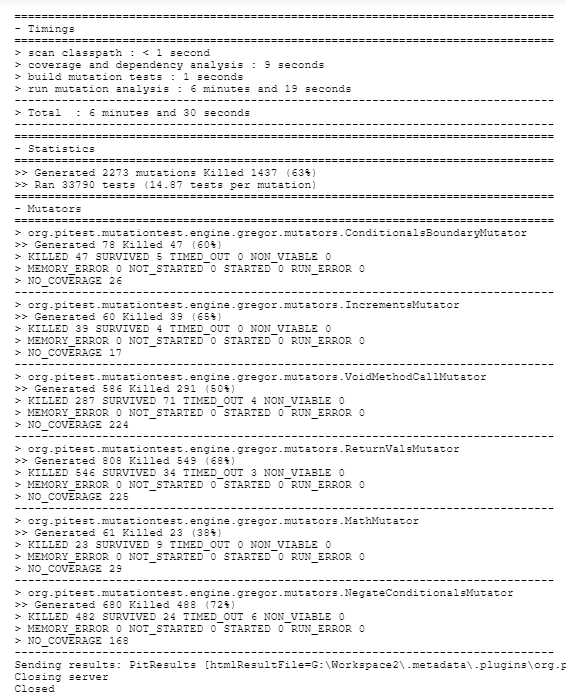 ================================================================================
- Timings
================================================================================
> scan classpath : < 1 second
> coverage and dependency analysis : 9 seconds
> build mutation tests : 1 seconds
> run mutation analysis : 6 minutes and 19 seconds
--------------------------------------------------------------------------------
> Total  : 6 minutes and 30 seconds
--------------------------------------------------------------------------------
================================================================================
- Statistics
================================================================================
>> Generated 2273 mutations Killed 1437 (63%)
>> Ran 33790 tests (14.87 tests per mutation)
================================================================================
- Mutators
================================================================================
> org.pitest.mutationtest.engine.gregor.mutators.ConditionalsBoundaryMutator
>> Generated 78 Killed 47 (60%)
> KILLED 47 SURVIVED 5 TIMED_OUT 0 NON_VIABLE 0
> MEMORY_ERROR 0 NOT_STARTED 0 STARTED 0 RUN_ERROR 0
> NO_COVERAGE 26
--------------------------------------------------------------------------------
> org.pitest.mutationtest.engine.gregor.mutators.IncrementsMutator
>> Generated 60 Killed 39 (65%)
> KILLED 39 SURVIVED 4 TIMED_OUT 0 NON_VIABLE 0
> MEMORY_ERROR 0 NOT_STARTED 0 STARTED 0 RUN_ERROR 0
> NO_COVERAGE 17
--------------------------------------------------------------------------------
> org.pitest.mutationtest.engine.gregor.mutators.VoidMethodCallMutator
>> Generated 586 Killed 291 (50%)
> KILLED 287 SURVIVED 71 TIMED_OUT 4 NON_VIABLE 0
> MEMORY_ERROR 0 NOT_STARTED 0 STARTED 0 RUN_ERROR 0
> NO_COVERAGE 224
--------------------------------------------------------------------------------
> org.pitest.mutationtest.engine.gregor.mutators.ReturnValsMutator
>> Generated 808 Killed 549 (68%)
> KILLED 546 SURVIVED 34 TIMED_OUT 3 NON_VIABLE 0
> MEMORY_ERROR 0 NOT_STARTED 0 STARTED 0 RUN_ERROR 0
> NO_COVERAGE 225
--------------------------------------------------------------------------------
> org.pitest.mutationtest.engine.gregor.mutators.MathMutator
>> Generated 61 Killed 23 (38%)
> KILLED 23 SURVIVED 9 TIMED_OUT 0 NON_VIABLE 0
> MEMORY_ERROR 0 NOT_STARTED 0 STARTED 0 RUN_ERROR 0
> NO_COVERAGE 29
--------------------------------------------------------------------------------
> org.pitest.mutationtest.engine.gregor.mutators.NegateConditionalsMutator
>> Generated 680 Killed 488 (72%)
> KILLED 482 SURVIVED 24 TIMED_OUT 6 NON_VIABLE 0
> MEMORY_ERROR 0 NOT_STARTED 0 STARTED 0 RUN_ERROR 0
> NO_COVERAGE 168
--------------------------------------------------------------------------------
Sending results: PitResults [htmlResultFile=G:\Workspace2\.metadata\.plugins\org.p
Closing server
Closed